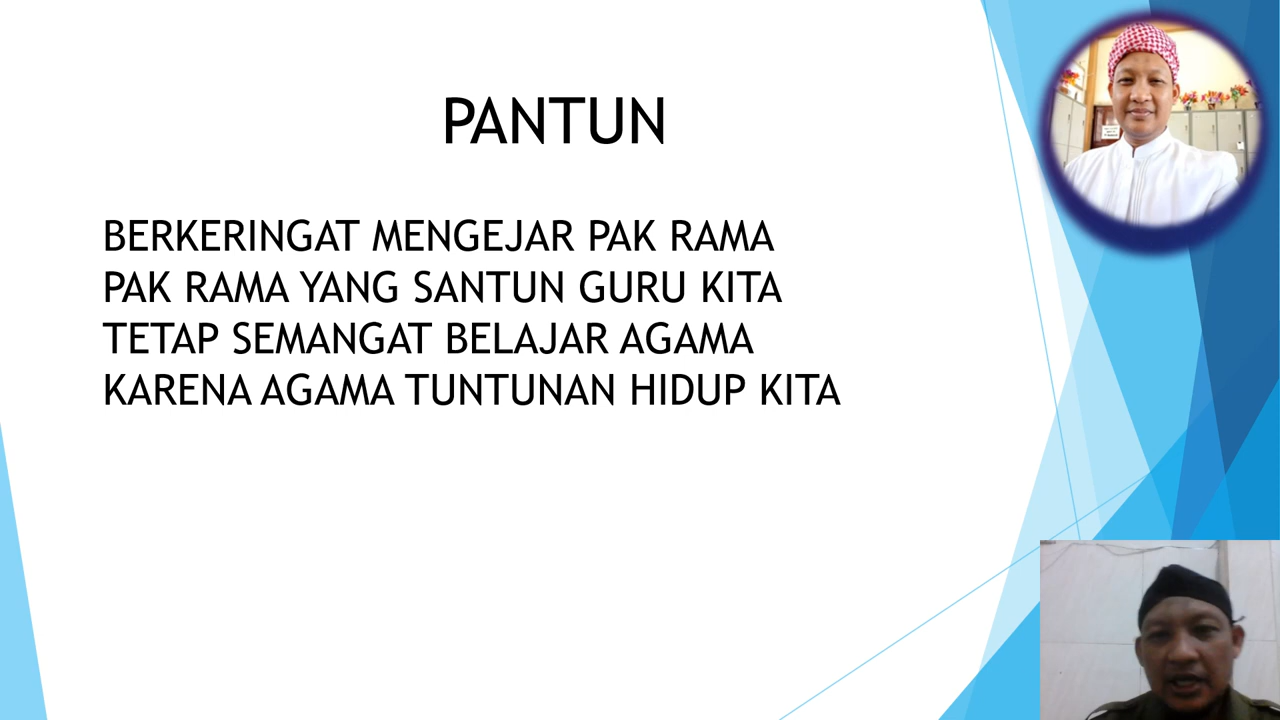 PANTUN
BERKERINGAT MENGEJAR PAK RAMA
PAK RAMA YANG SANTUN GURU KITA
TETAP SEMANGAT BELAJAR AGAMA
KARENA AGAMA TUNTUNAN HIDUP KITA